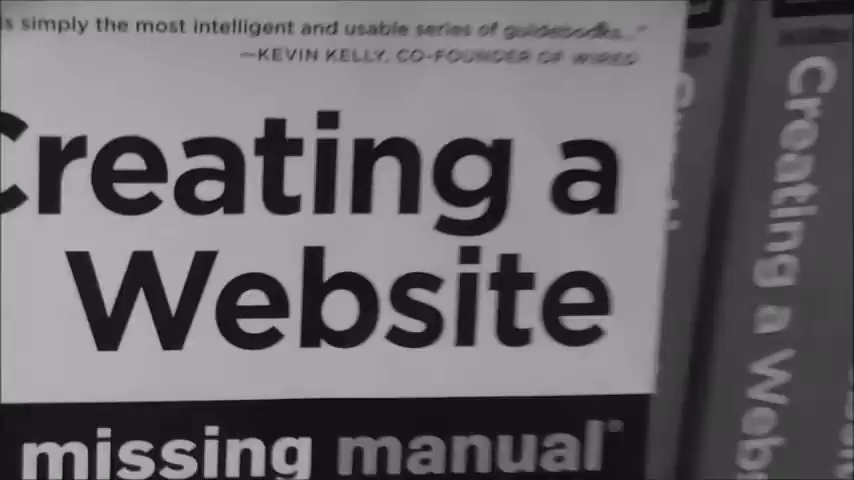 is simply the most intelligent and usable series of guidebooks..."
—KEVIN KELLY, CO-FOUNDER OF WIRED
Creating a
Website
missing manual®
Creating a Web